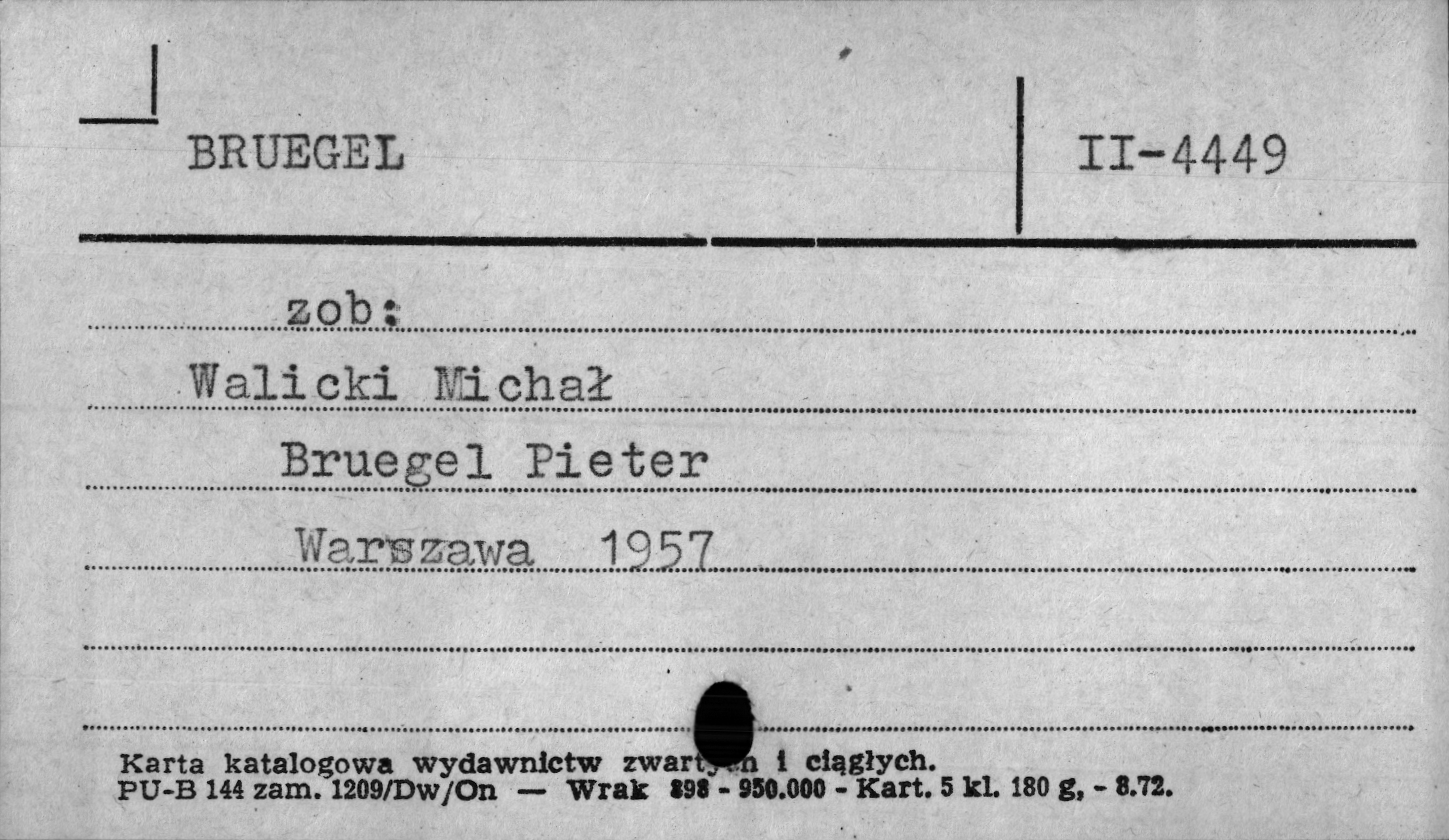 BRUEGEL
II-4449
zob:
Walicki Michał
Bruegel Pieter
Warszawa 1957
Karta katalogowa wydawnictw zwartych i ciągłych.
PU-B 144 zam. 1209/Dw/On — Wrak 898 - 950.000 - Kart. 5 kl. 180 g, - 8.72.